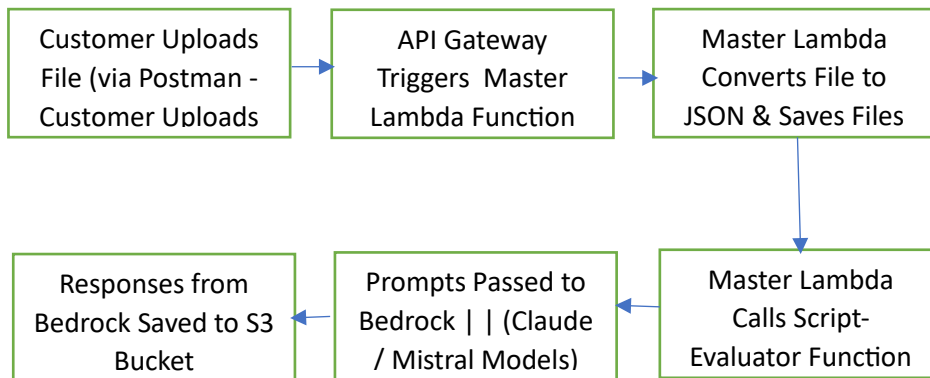 Customer Uploads
File (via Postman -
Customer Uploads
API Gateway
Triggers Master
Lambda Function
Master Lambda
Converts File to
JSON & Saves Files
Master Lambda
Calls Script-
Evaluator Function
Prompts Passed to
Bedrock | | (Claude
/ Mistral Models)
Responses from
Bedrock Saved to S3
Bucket